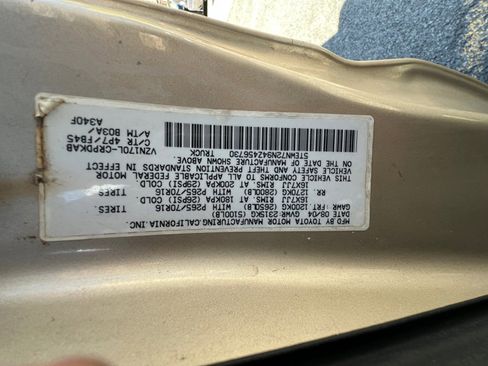 MFD BY TOYOTA MOTOR MANUFACTURING,CALIFORNIA,INC.
DATE 08/04 GVWR:2315KG (5100LB)
GAWR: FRT:1200KG (2650LB) WITH P265/70R16 TIRES.
16X7JJ RIMS AT 180KPA (26PSI) COLD.
RR: 1270KG (2800LB) WITH P265/70R16 TIRES.
16X7JJ RIMS AT 200KPA (29PSI) COLD.
THIS VEHICLE CONFORMS TO ALL APPLICABLE FEDERAL MOTOR
VEHICLE SAFETY AND THEFT PREVENTION STANDARDS IN EFFECT
ON THE DATE OF MANUFACTURE SHOWN ABOVE.
TRUCK
VZN170L-CRPDKAB
C/TR 4P7/FB45
A/TM B03A/ A340F